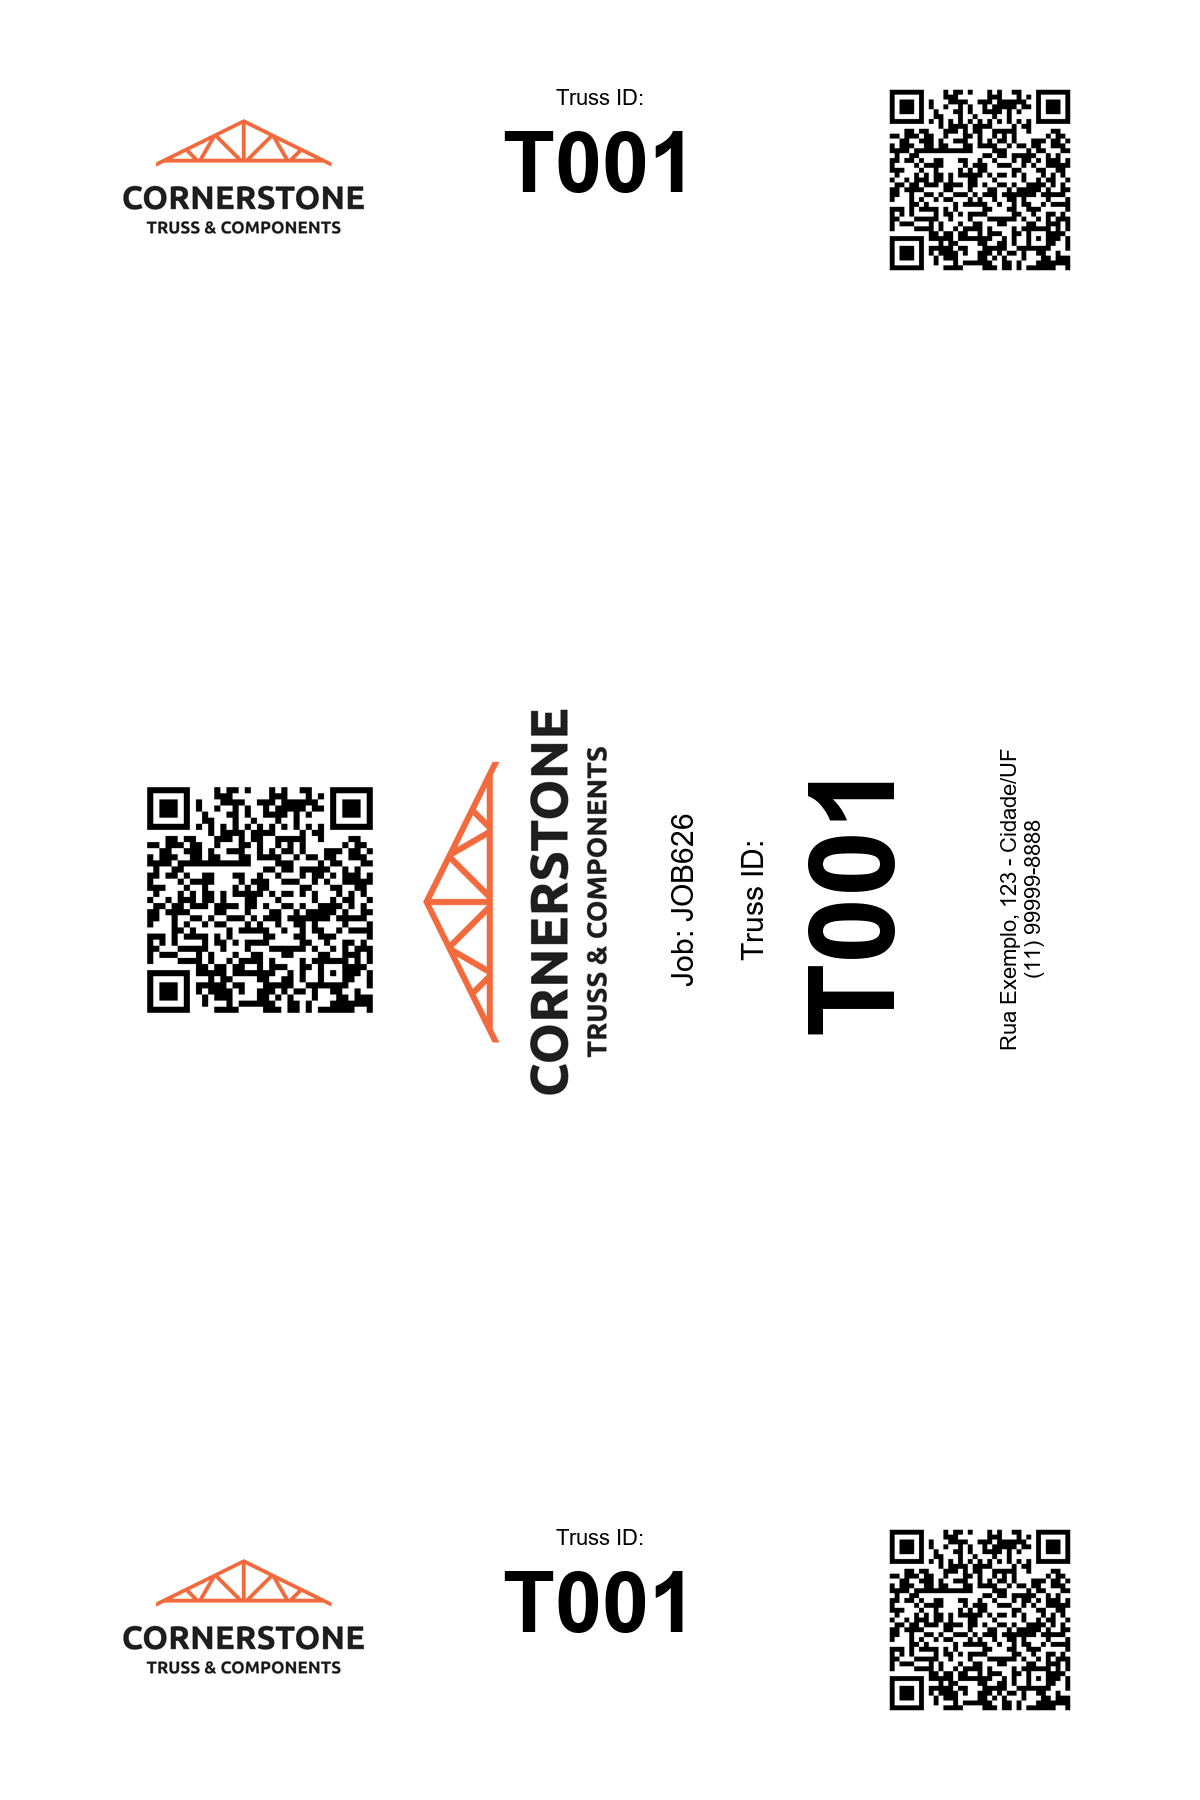 Truss ID:
T001
CORNERSTONE
TRUSS & COMPONENTS
CORNERSTONE
TRUSS & COMPONENTS
Job: JOB626
Truss ID:
T001
Rua Exemplo, 123 - Cidade/UF
(11) 99999-8888
Truss ID:
T001
CORNERSTONE
TRUSS & COMPONENTS